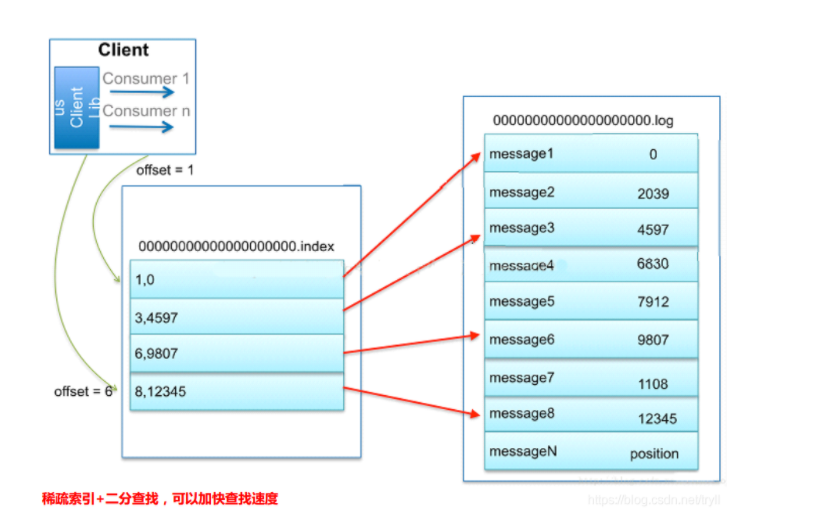 Client
Consumer 1
Consumer n
us
Client
Lib
offset = 1
00000000000000000000.index
1,0
3,4597
6,9807
8,12345
offset = 6
00000000000000000000.log
message1 0
message2 2039
message3 4597
message4 6830
message5 7912
message6 9807
message7 1108
message8 12345
messageN position
稀疏索引+二分查找，可以加快查找速度
https://blog.csdn.net/tryll